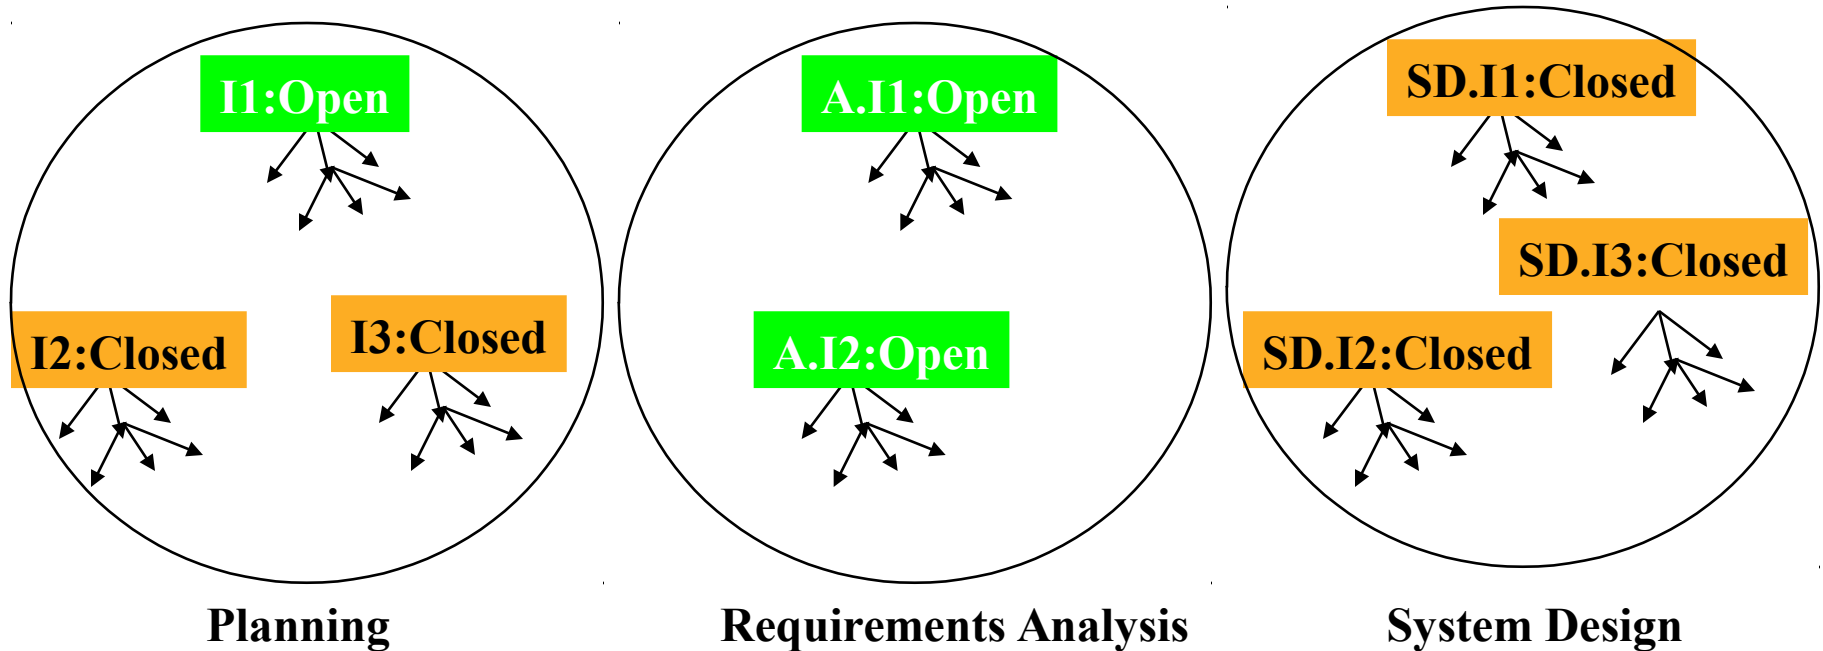 I1:Open
I2:Closed
I3:Closed
Planning
A.I1:Open
A.I2:Open
Requirements Analysis
SD.I1:Closed
SD.I3:Closed
SD.I2:Closed
System Design